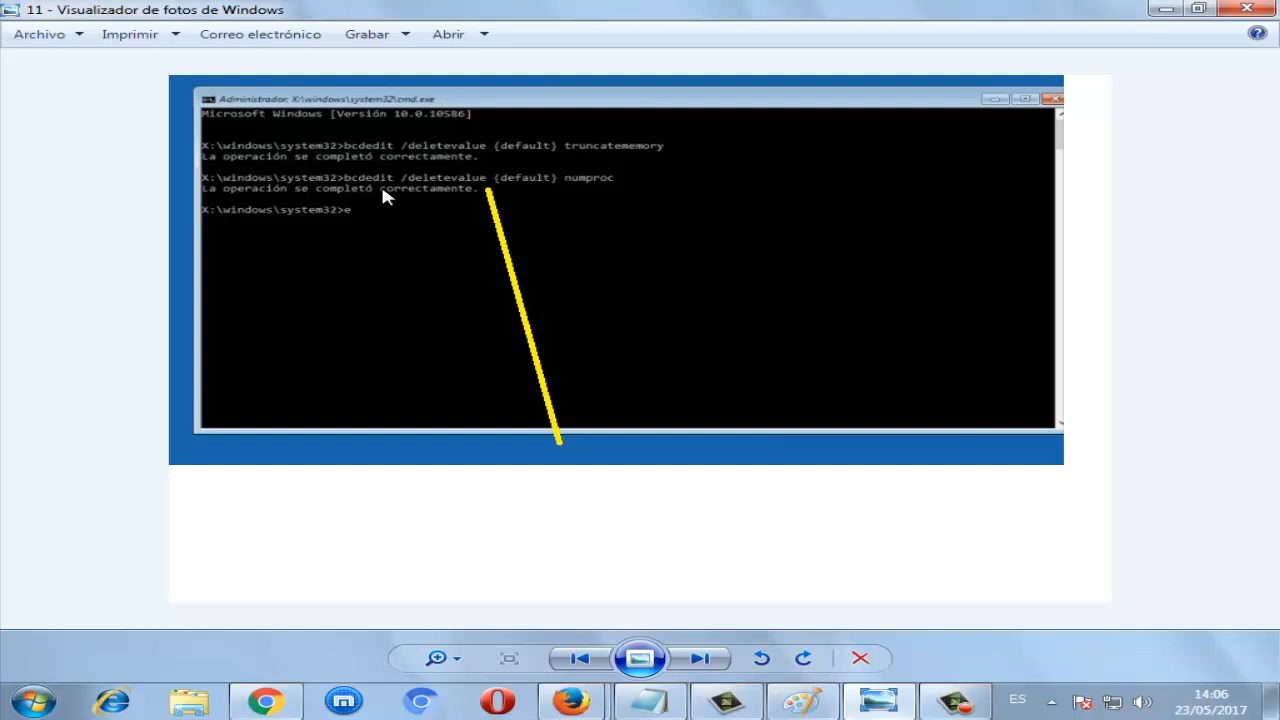 11 - Visualizador de fotos de Windows
Archivo Imprimir Correo electrónico Grabar Abrir
Administrador: X:\windows\system32\cmd.exe
Microsoft Windows [Versión 10.0.10586]
X:\windows\system32>bcdedit /deletevalue {default} truncatememory
La operación se completó correctamente.
X:\windows\system32>bcdedit /deletevalue {default} numproc
La operación se completó correctamente.
X:\windows\system32>e
ES
14:06
23/05/2017